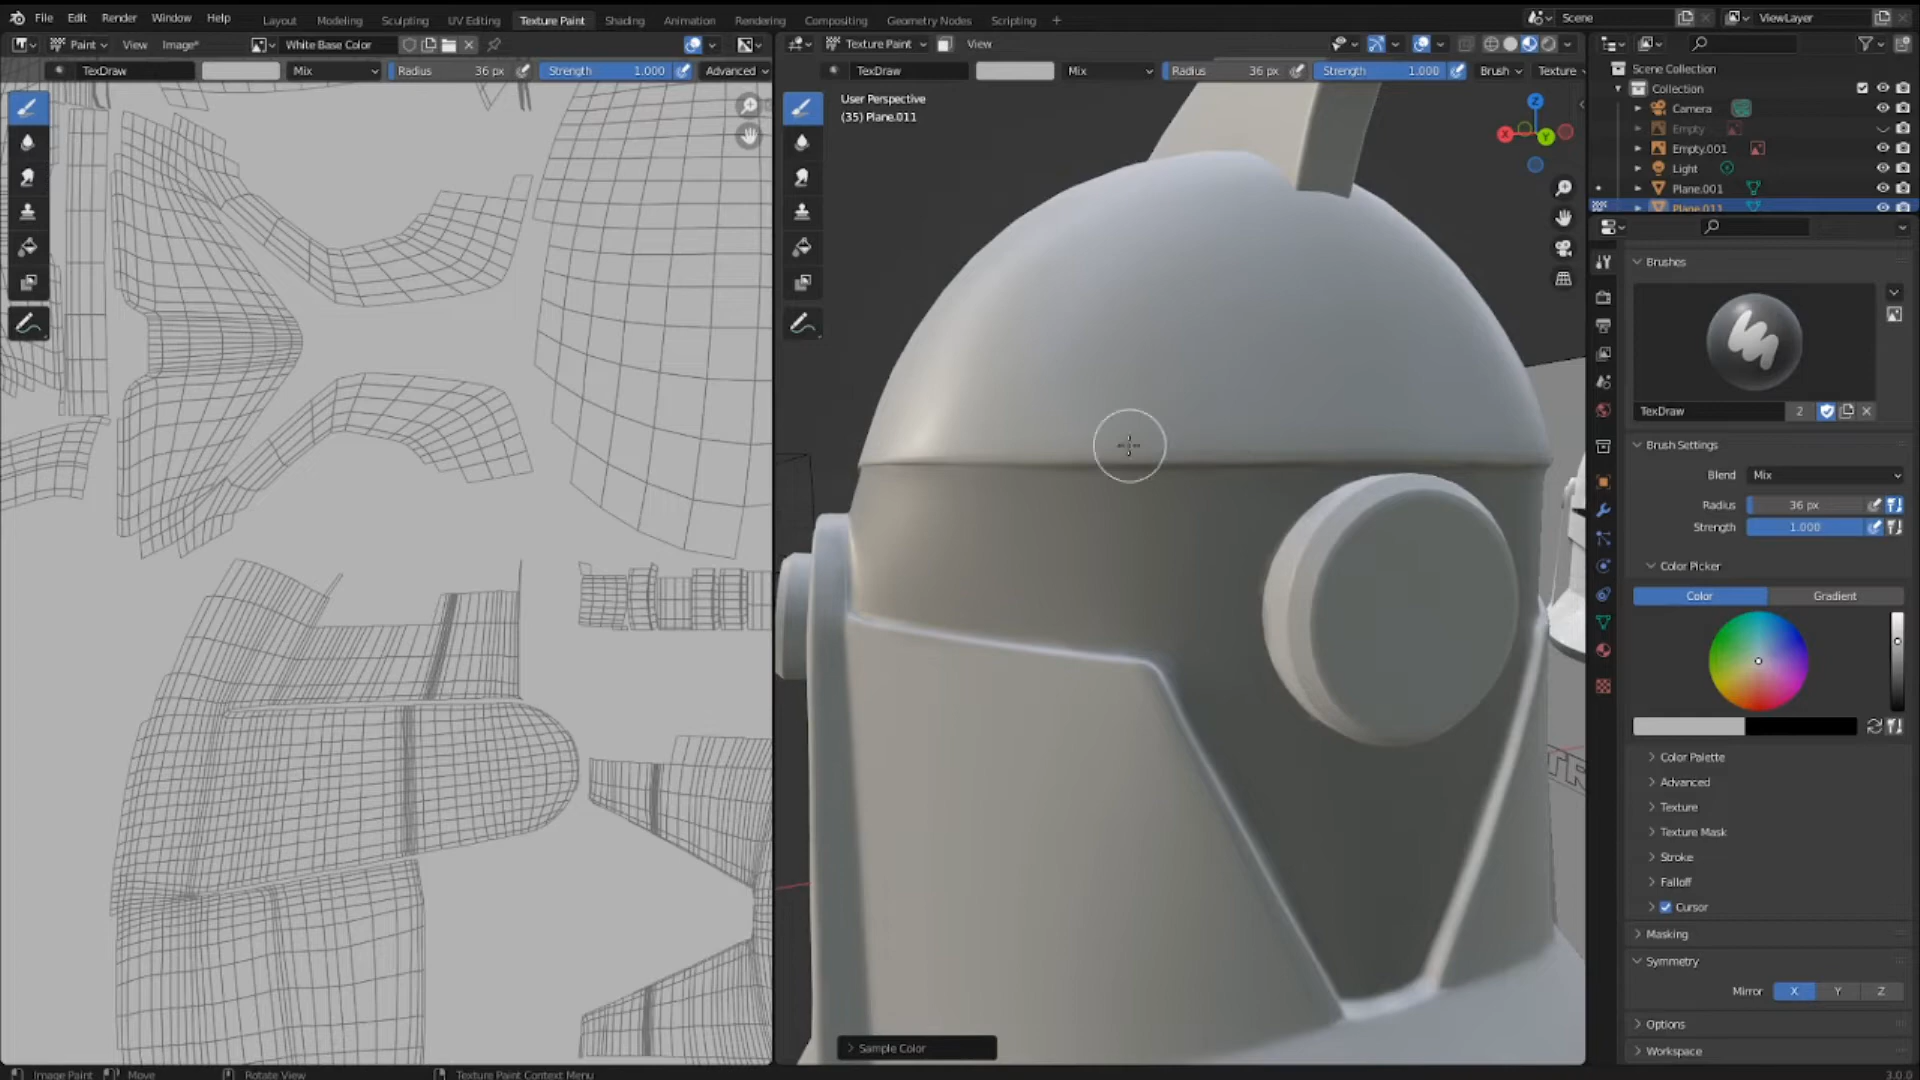 File Edit Render Window Help Layout Modeling Sculpting UV Editing Texture Paint Shading Animation Rendering Compositing Geometry Nodes Scripting + Scene ViewLayer
Paint View Image* White Base Color Texture Paint View
TexDraw Mix Radius 36 px Strength 1.000 Advanced TexDraw Mix Radius 36 px Strength 1.000 Brush Texture
Scene Collection
Collection
Camera
Empty
Empty.001
Light
Plane.001
Plane.011
User Perspective
(35) Plane.011
Z
X
Y
Brushes
TexDraw 2
Brush Settings
Blend Mix
Radius 36 px
Strength 1.000
Color Picker
Color Gradient
Color Palette
Advanced
Texture
Texture Mask
Stroke
Falloff
Cursor
Masking
Symmetry
Mirror X Y Z
Options
Workspace
Sample Color
Image Paint Move Rotate View Texture Paint Context Menu 3.0.0